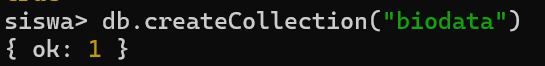 siswa> db.createCollection("biodata")
{ ok: 1 }